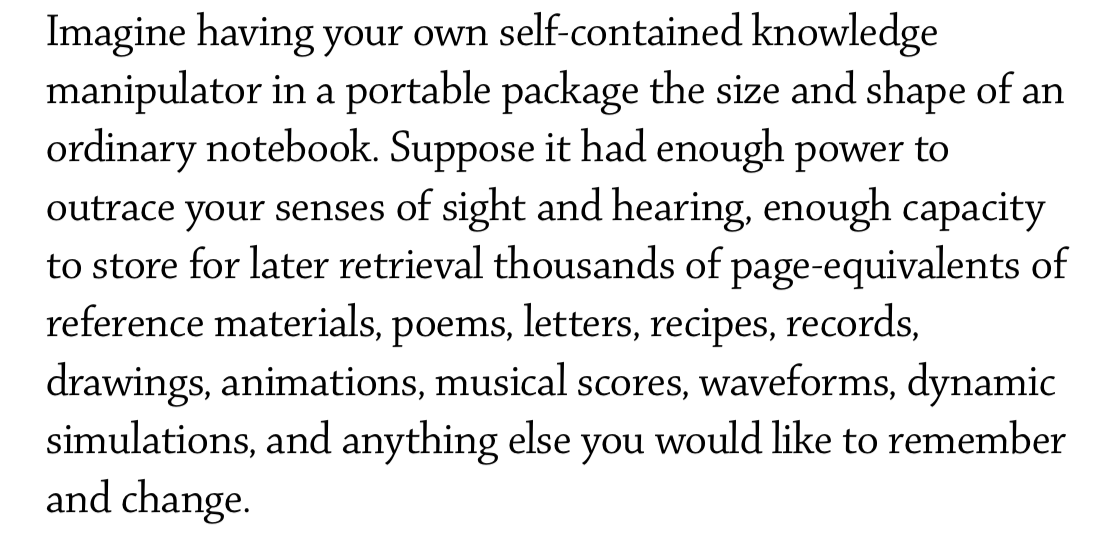 Imagine having your own self-contained knowledge
manipulator in a portable package the size and shape of an
ordinary notebook. Suppose it had enough power to
outrace your senses of sight and hearing, enough capacity
to store for later retrieval thousands of page-equivalents of
reference materials, poems, letters, recipes, records,
drawings, animations, musical scores, waveforms, dynamic
simulations, and anything else you would like to remember
and change.